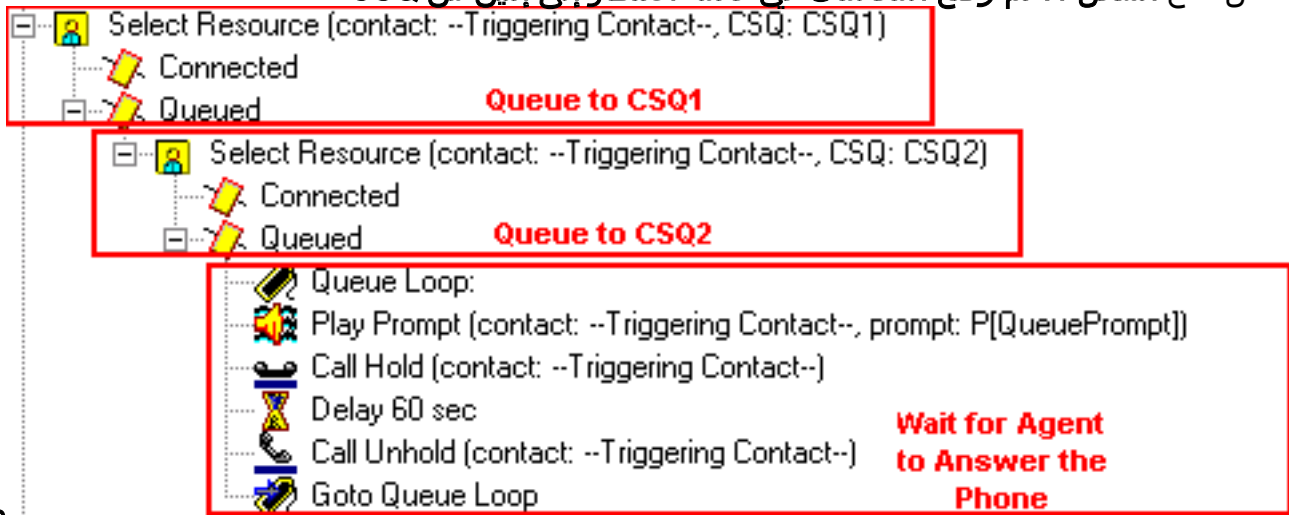 Select Resource (contact: --Triggering Contact--, CSQ: CSQ1)
Connected
Queued
Queue to CSQ1
Select Resource (contact: --Triggering Contact--, CSQ: CSQ2)
Connected
Queued
Queue to CSQ2
Queue Loop:
Play Prompt (contact: --Triggering Contact--, prompt: P[QueuePrompt])
Call Hold (contact: --Triggering Contact--)
Delay 60 sec
Call Unhold (contact: --Triggering Contact--)
Goto Queue Loop
Wait for Agent
to Answer the
Phone